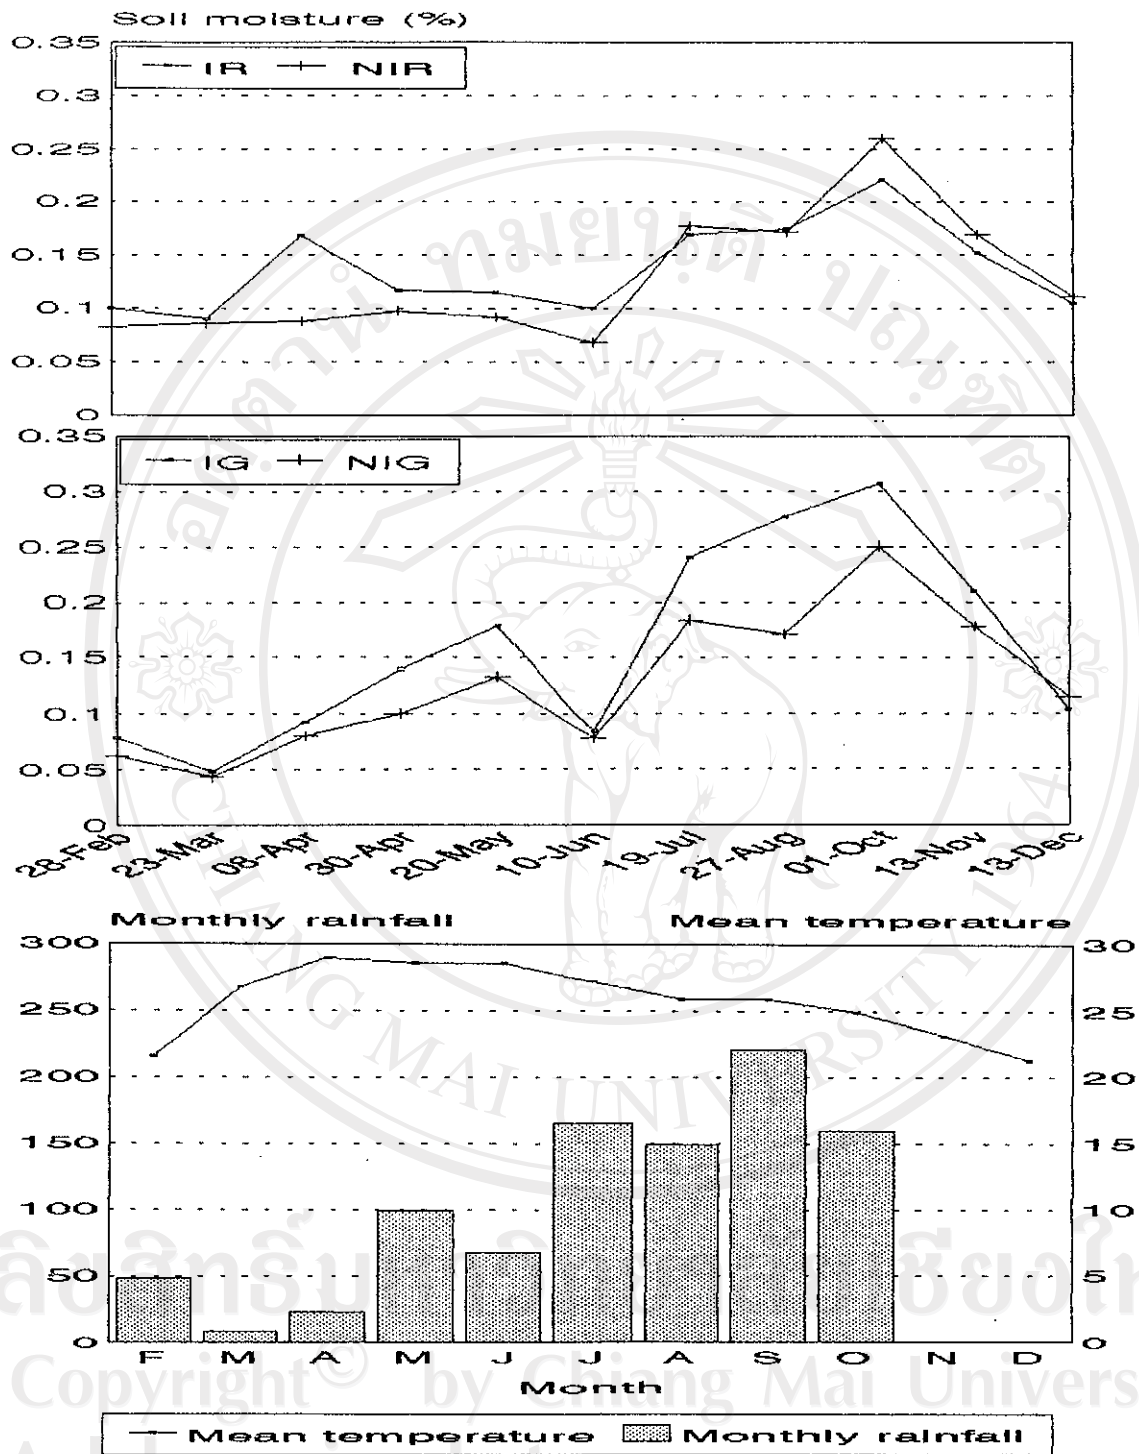 Soil moisture (%)
0.35
IR NIR
0.3
0.25
0.2
0.15
0.1
0.05
0
0.35
IG NIG
0.3
0.25
0.2
0.15
0.1
0.05
0
28-Feb 23-Mar 08-Apr 30-Apr 20-May 10-Jun 19-Jul 27-Aug 01-Oct 13-Nov 13-Dec
Monthly rainfall Mean temperature
300 30
250 25
200 20
150 15
100 10
50 5
0 0
F M A M J J A S O N D
Month
Mean temperature Monthly rainfall
CHIANG MAI UNIVERSITY 1964
Copyright© by Chiang Mai Univers